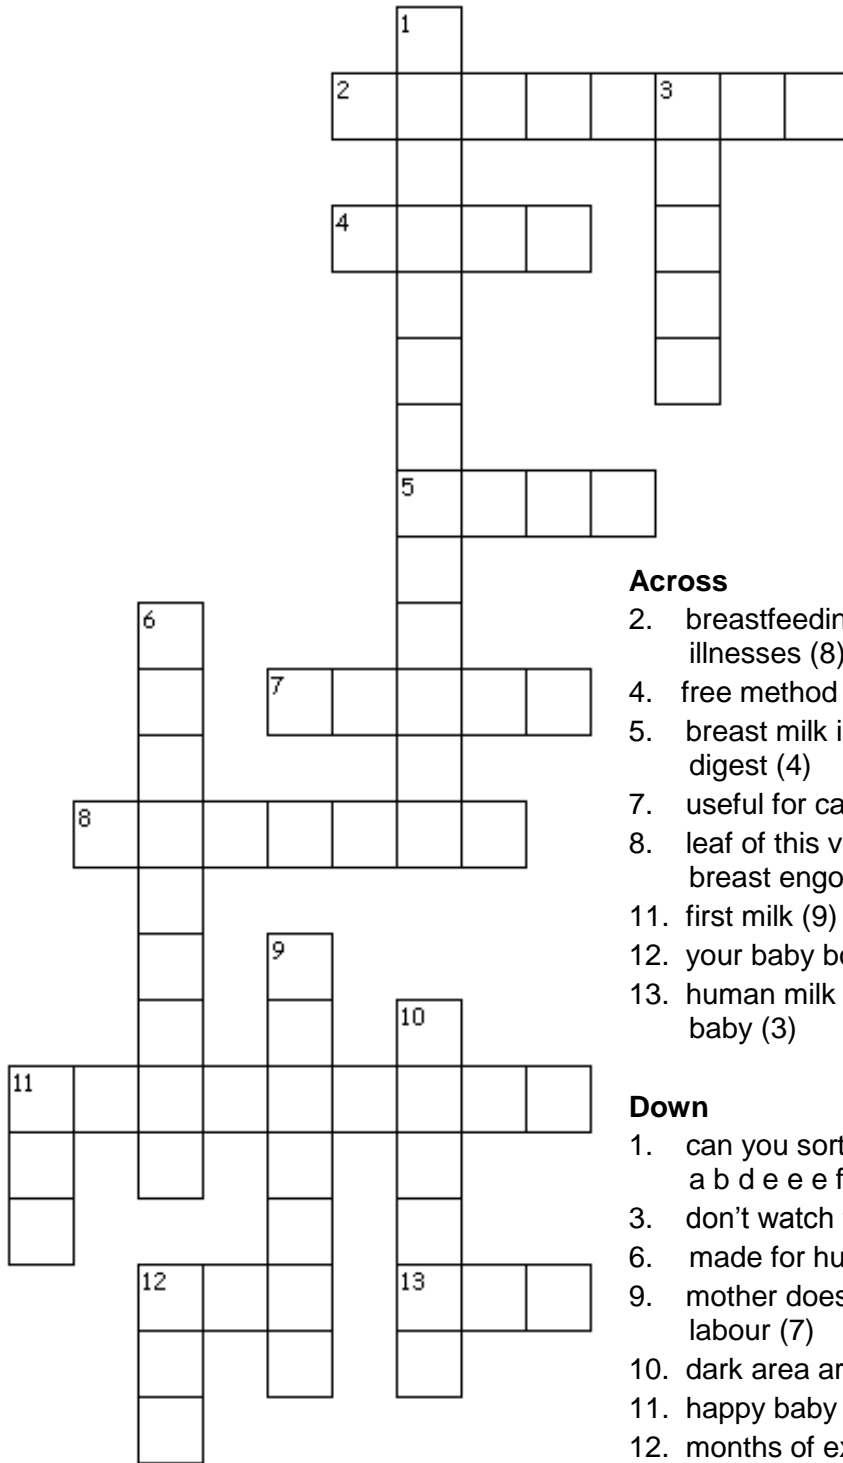 1
2 3
4
5
6
7
8
9
10
11
12 13
Across
2. breastfeedin
illnesses (8)
4. free method
5. breast milk i
digest (4)
7. useful for ca
8. leaf of this v
breast engo
11. first milk (9)
12. your baby bo
13. human milk
baby (3)
Down
1. can you sort
a b d e e e f
3. don't watch
6. made for hu
9. mother does
labour (7)
10. dark area ar
11. happy baby
12. months of ex